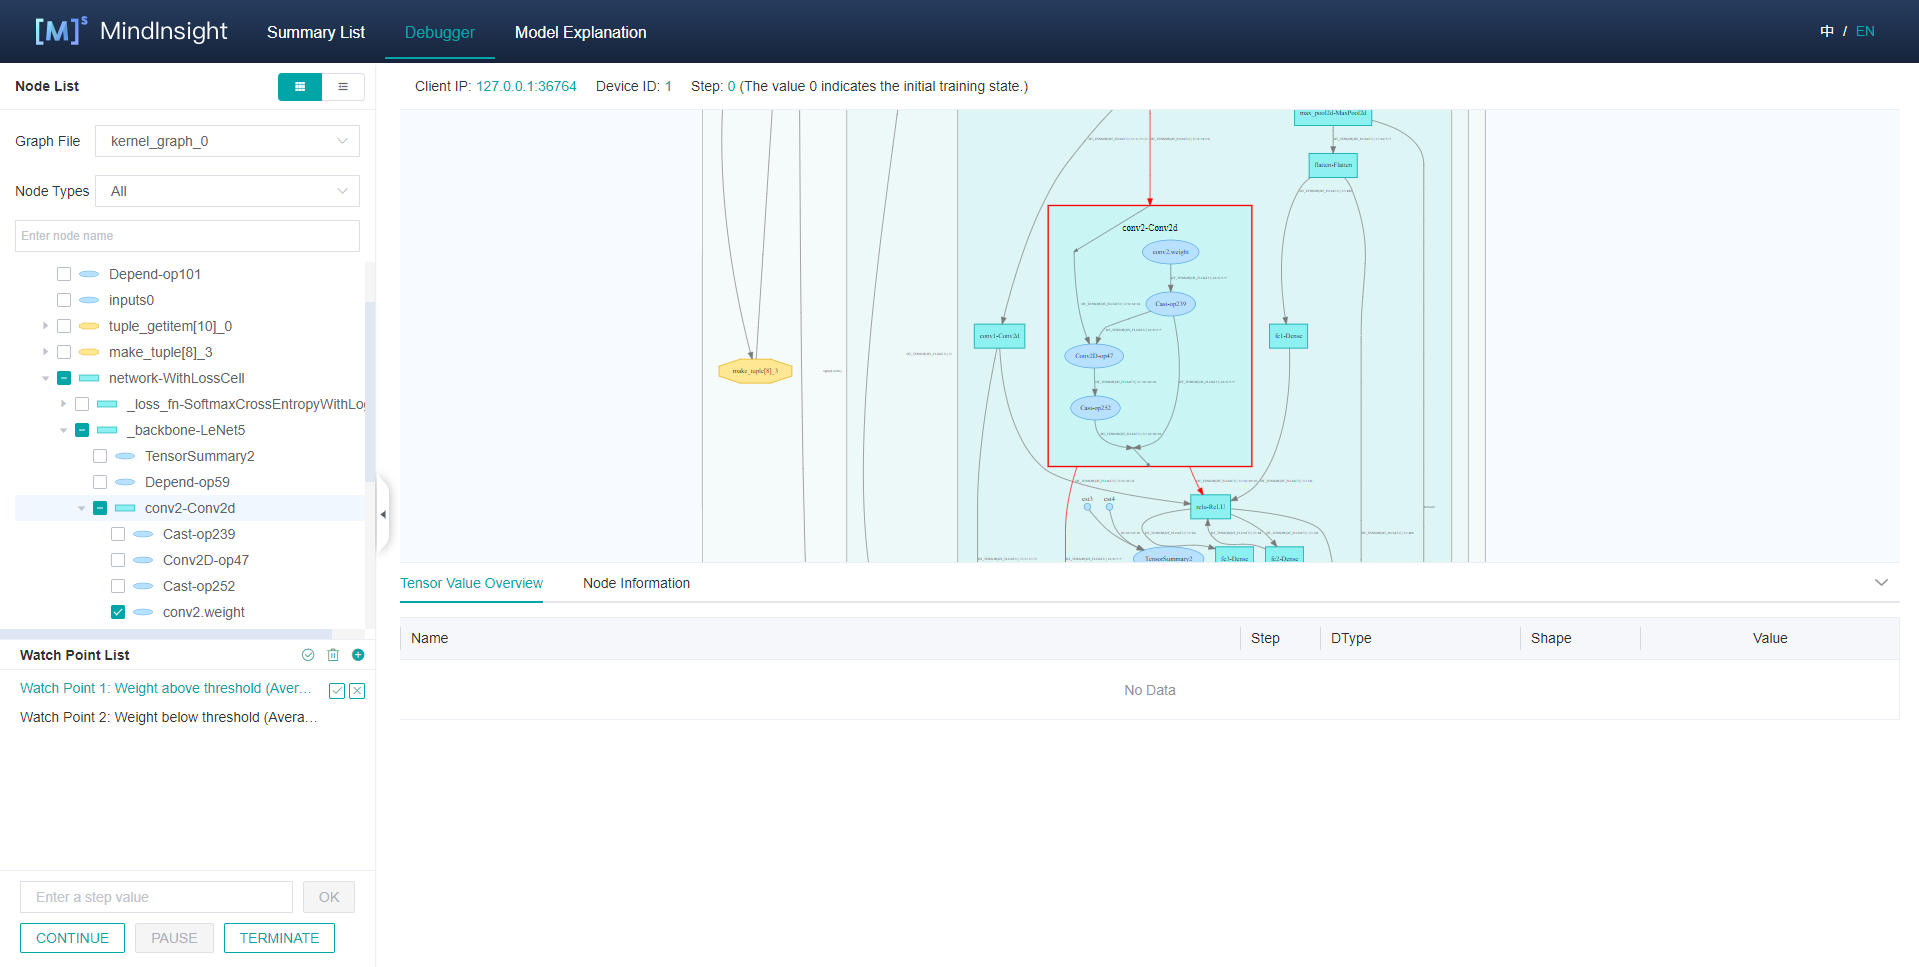 [M]s MindInsight Summary List Debugger Model Explanation 中 / EN
Node List
Client IP: 127.0.0.1:36764 Device ID: 1 Step: 0 (The value 0 indicates the initial training state.)
Graph File kernel_graph_0
Node Types All
Enter node name
Depend-op101
inputs0
tuple_getitem[10]_0
make_tuple[8]_3
network-WithLossCell
_loss_fn-SoftmaxCrossEntropyWithLo
_backbone-LeNet5
TensorSummary2
Depend-op59
conv2-Conv2d
Cast-op239
Conv2D-op47
Cast-op252
conv2.weight
max_pool2d-MaxPool2d
flatten-Flatten
conv2-Conv2d
conv2.weight
Cast-op239
conv1-Conv2d
fc1-Dense
Conv2D-op47
make_tuple[8]_3
Cast-op252
cst3 cst4
relu-ReLU
TensorSummary2
fc3-Dense
fc2-Dense
Tensor Value Overview Node Information
Name Step DType Shape Value
No Data
Watch Point List
Watch Point 1: Weight above threshold (Aver...
Watch Point 2: Weight below threshold (Avera...
Enter a step value OK
CONTINUE PAUSE TERMINATE